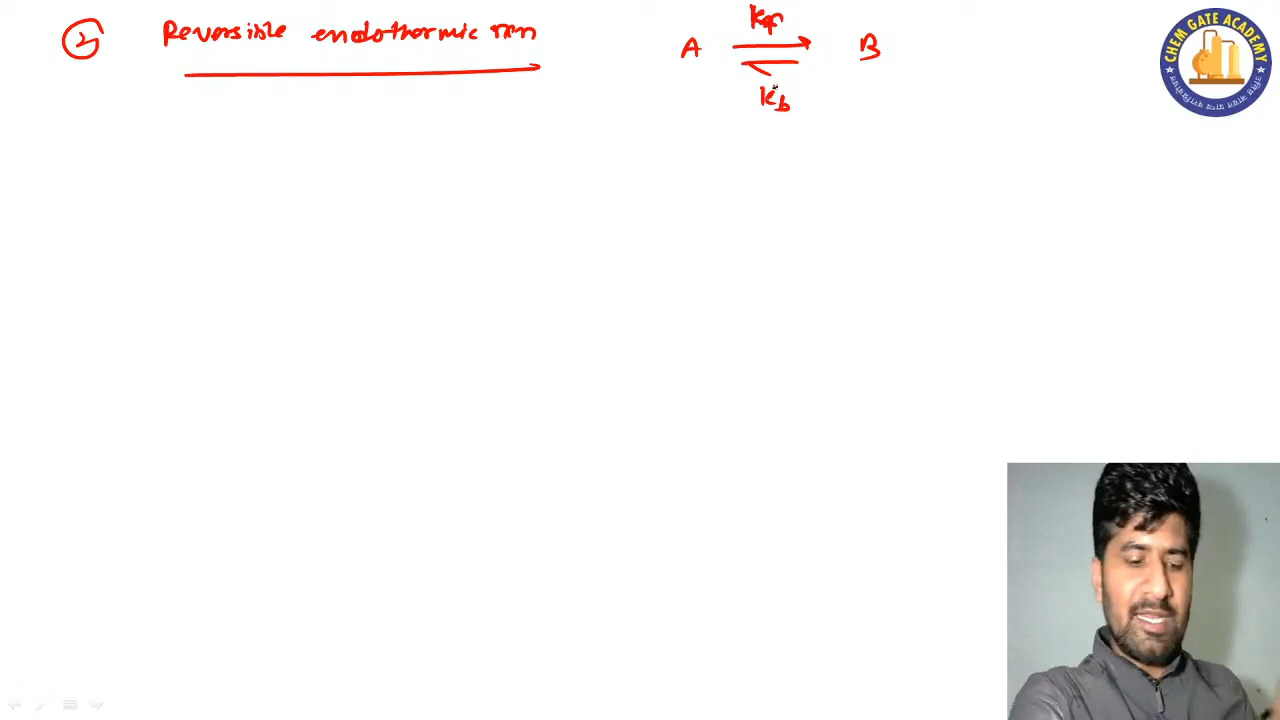 ② Reversible endothermic rxn
A ⇌ B
kf
kb
CHEM GATE ACADEMY